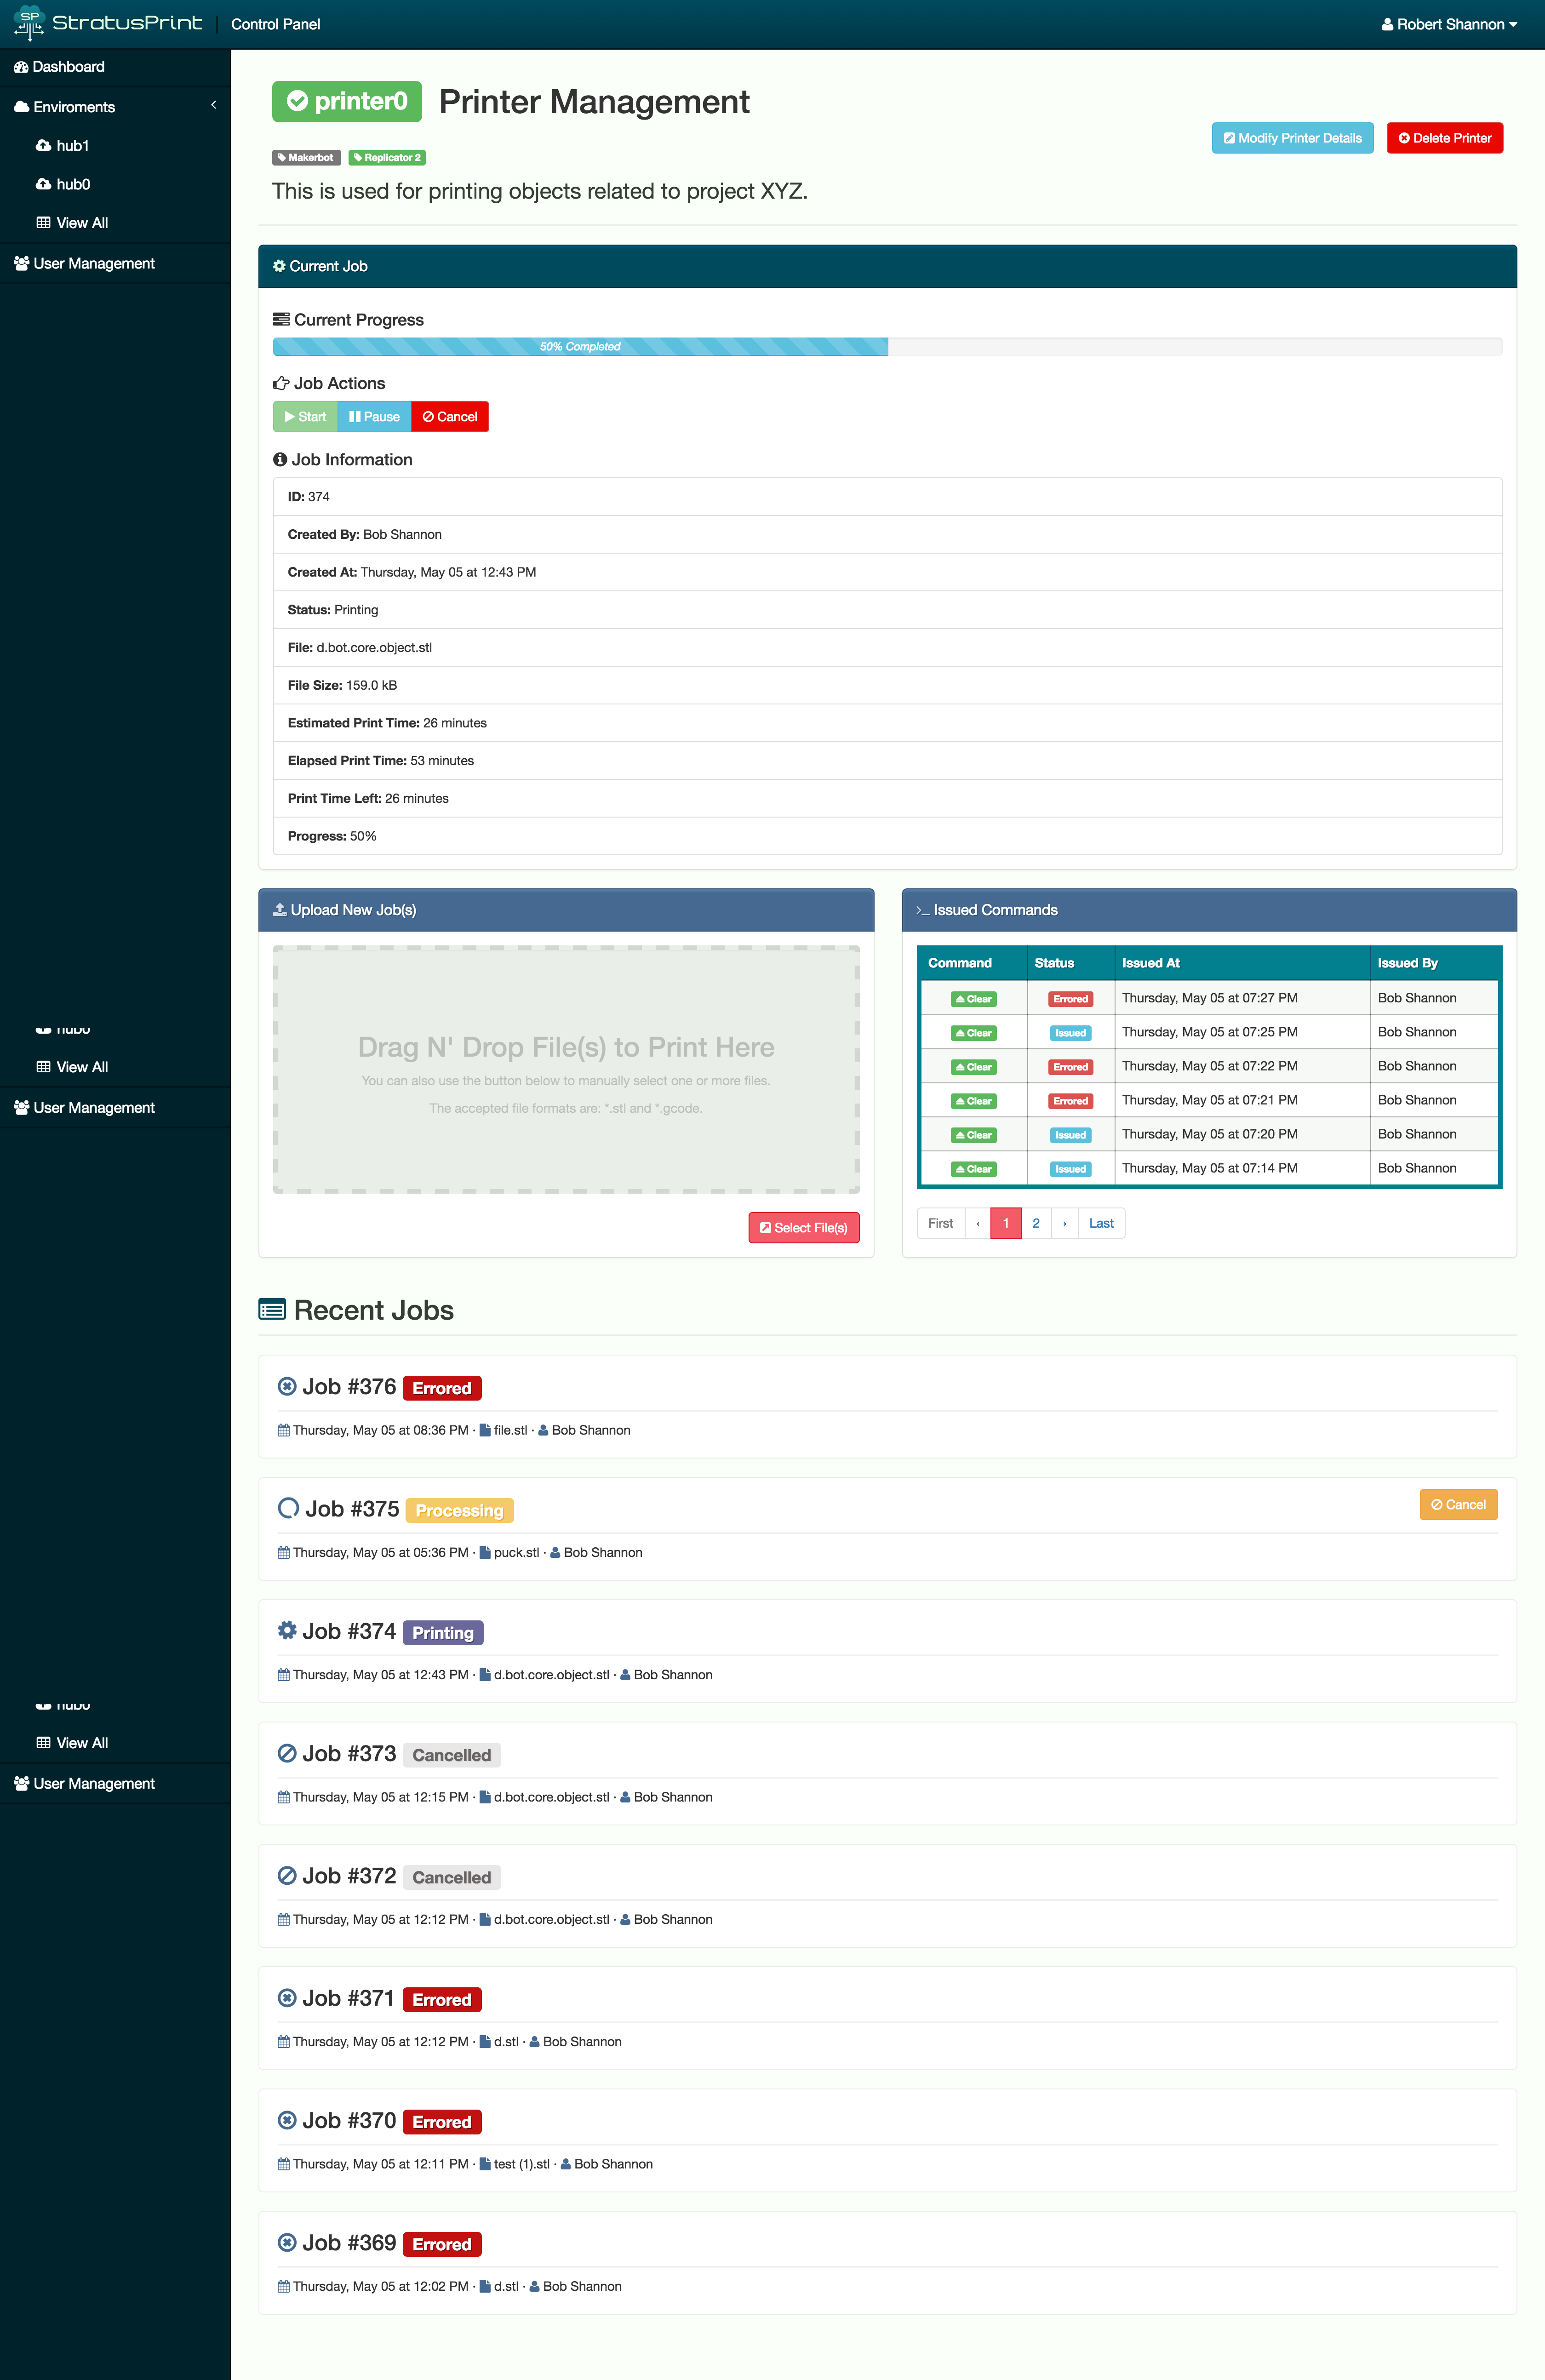 SP StratusPrint Control Panel Robert Shannon
Dashboard
Enviroments
hub1
hub0
View All
User Management
printer0 Printer Management
Modify Printer Details Delete Printer
Makerbot Replicator 2
This is used for printing objects related to project XYZ.
Current Job
Current Progress
50% Completed
Job Actions
Start Pause Cancel
Job Information
ID: 374
Created By: Bob Shannon
Created At: Thursday, May 05 at 12:43 PM
Status: Printing
File: d.bot.core.object.stl
File Size: 159.0 kB
Estimated Print Time: 26 minutes
Elapsed Print Time: 53 minutes
Print Time Left: 26 minutes
Progress: 50%
Upload New Job(s)
Drag N' Drop File(s) to Print Here
You can also use the button below to manually select one or more files.
The accepted file formats are: *.stl and *.gcode.
Select File(s)
>_ Issued Commands
Command Status Issued At Issued By
Clear Errored Thursday, May 05 at 07:27 PM Bob Shannon
Clear Issued Thursday, May 05 at 07:25 PM Bob Shannon
Clear Errored Thursday, May 05 at 07:22 PM Bob Shannon
Clear Errored Thursday, May 05 at 07:21 PM Bob Shannon
Clear Issued Thursday, May 05 at 07:20 PM Bob Shannon
Clear Issued Thursday, May 05 at 07:14 PM Bob Shannon
First ‹ 1 2 › Last
hub0
View All
User Management
Recent Jobs
Job #376 Errored
Thursday, May 05 at 08:36 PM · file.stl · Bob Shannon
Job #375 Processing
Cancel
Thursday, May 05 at 05:36 PM · puck.stl · Bob Shannon
Job #374 Printing
Thursday, May 05 at 12:43 PM · d.bot.core.object.stl · Bob Shannon
hub0
View All
User Management
Job #373 Cancelled
Thursday, May 05 at 12:15 PM · d.bot.core.object.stl · Bob Shannon
Job #372 Cancelled
Thursday, May 05 at 12:12 PM · d.bot.core.object.stl · Bob Shannon
Job #371 Errored
Thursday, May 05 at 12:12 PM · d.stl · Bob Shannon
Job #370 Errored
Thursday, May 05 at 12:11 PM · test (1).stl · Bob Shannon
Job #369 Errored
Thursday, May 05 at 12:02 PM · d.stl · Bob Shannon